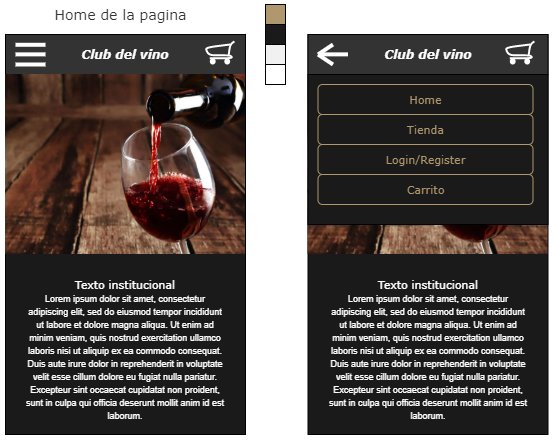 Home de la pagina
Club del vino
Texto institucional
Lorem ipsum dolor sit amet, consectetur
adipiscing elit, sed do eiusmod tempor incididunt
ut labore et dolore magna aliqua. Ut enim ad
minim veniam, quis nostrud exercitation ullamco
laboris nisi ut aliquip ex ea commodo consequat.
Duis aute irure dolor in reprehenderit in voluptate
velit esse cillum dolore eu fugiat nulla pariatur.
Excepteur sint occaecat cupidatat non proident,
sunt in culpa qui officia deserunt mollit anim id est
laborum.
Club del vino
Home
Tienda
Login/Register
Carrito
Texto institucional
Lorem ipsum dolor sit amet, consectetur
adipiscing elit, sed do eiusmod tempor incididunt
ut labore et dolore magna aliqua. Ut enim ad
minim veniam, quis nostrud exercitation ullamco
laboris nisi ut aliquip ex ea commodo consequat.
Duis aute irure dolor in reprehenderit in voluptate
velit esse cillum dolore eu fugiat nulla pariatur.
Excepteur sint occaecat cupidatat non proident,
sunt in culpa qui officia deserunt mollit anim id est
laborum.